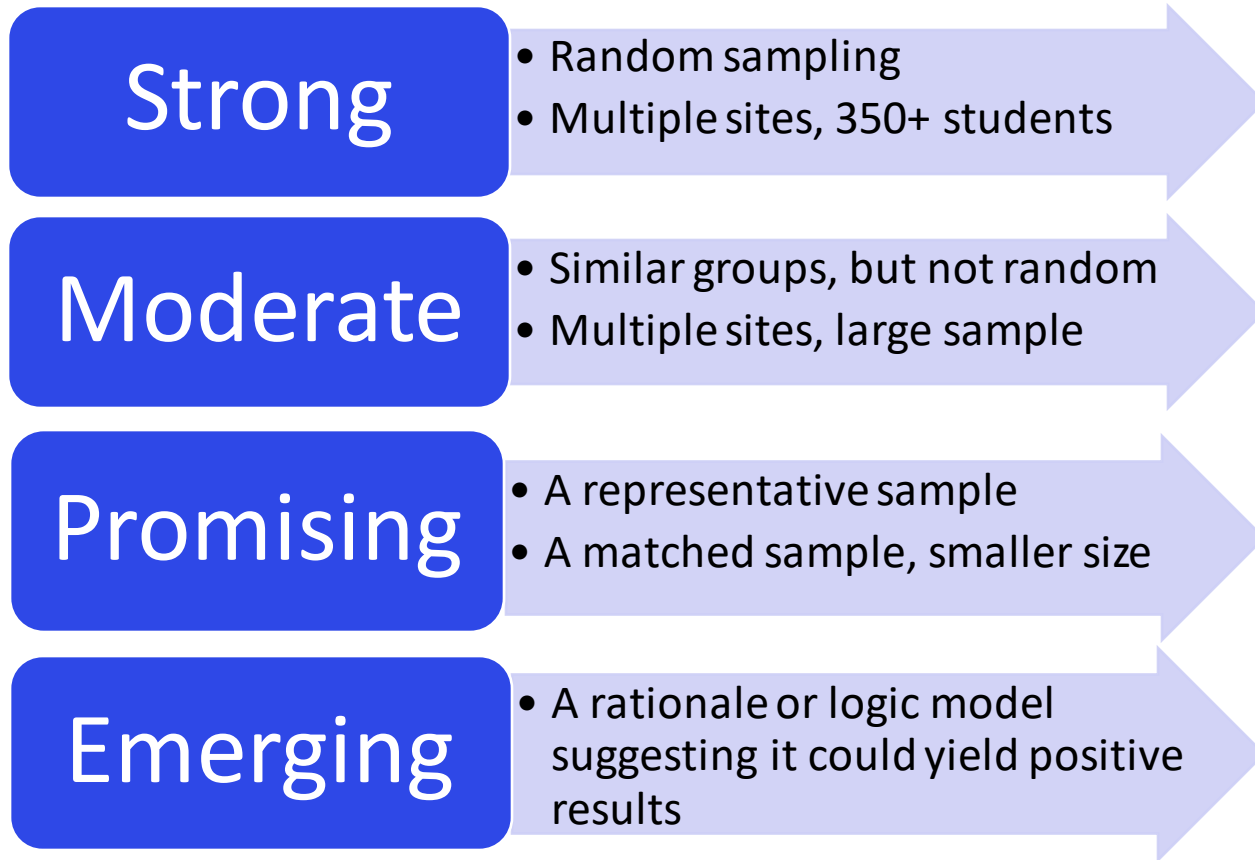 Strong
• Random sampling
• Multiple sites, 350+ students
Moderate
• Similar groups, but not random
• Multiple sites, large sample
Promising
• A representative sample
• A matched sample, smaller size
Emerging
• A rationale or logic model
suggesting it could yield positive
results